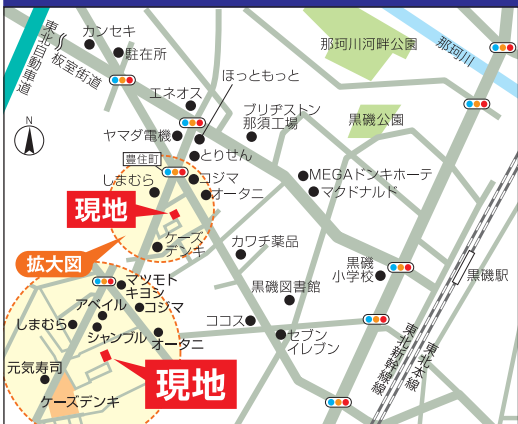 カンセキ
駐在所
東北自動車道
板室街道
那珂川河畔公園
那珂川
ほっともっと
エネオス
ブリヂストン
那須工場
黒磯公園
ヤマダ電機
とりせん
豊住町
コジマ
しまむら
オータニ
MEGAドンキホーテ
マクドナルド
N
現地
ケーズ
デンキ
カワチ薬品
拡大図
黒磯
小学校
黒磯駅
マツモト
キヨシ
黒磯図書館
アベイル
コジマ
しまむら
シャンブル
オータニ
ココス
セブン
イレブン
東北本線
東北新幹線線
元気寿司
現地
ケーズデンキ